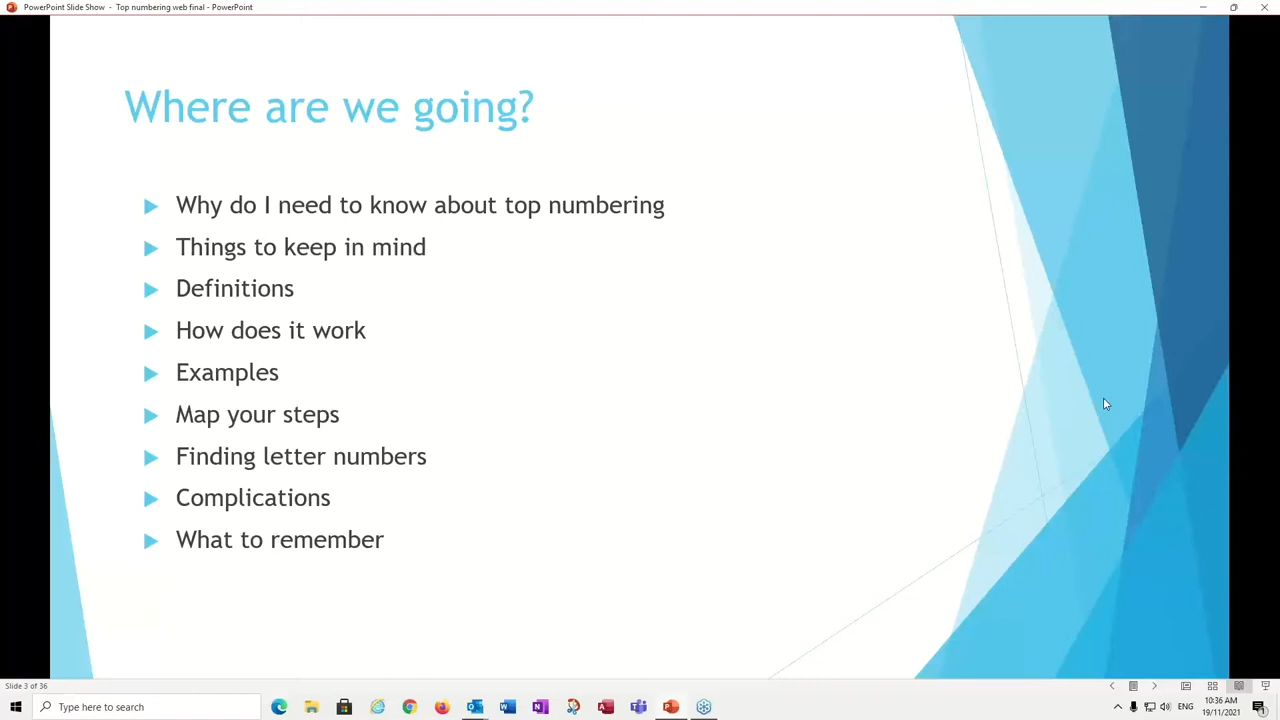 PowerPoint Slide Show - Top numbering web final - PowerPoint
Where are we going?
Why do I need to know about top numbering
Things to keep in mind
Definitions
How does it work
Examples
Map your steps
Finding letter numbers
Complications
What to remember
Slide 3 of 36
Type here to search
ENG
10:36 AM
19/11/2021